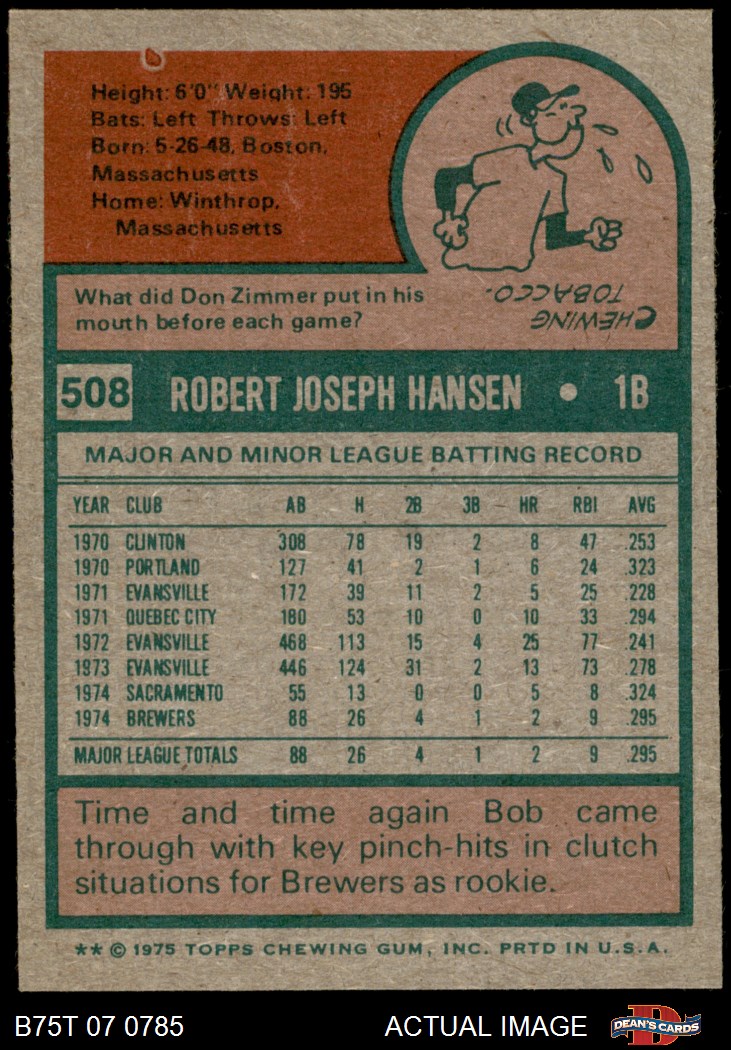 Height: 6'0" Weight: 195
Bats: Left Throws: Left
Born: 5-26-48, Boston,
Massachusetts
Home: Winthrop,
Massachusetts
What did Don Zimmer put in his
mouth before each game?
CHEWING
TOBACCO.
508 ROBERT JOSEPH HANSEN • 1B
MAJOR AND MINOR LEAGUE BATTING RECORD
YEAR CLUB AB H 2B 3B HR RBI AVG
1970 CLINTON 308 78 19 2 8 47 .253
1970 PORTLAND 127 41 2 1 6 24 .323
1971 EVANSVILLE 172 39 11 2 5 25 .228
1971 QUEBEC CITY 180 53 10 0 10 33 .294
1972 EVANSVILLE 468 113 15 4 25 77 .241
1973 EVANSVILLE 446 124 31 2 13 73 .278
1974 SACRAMENTO 55 13 0 0 5 8 .324
1974 BREWERS 88 26 4 1 2 9 .295
MAJOR LEAGUE TOTALS 88 26 4 1 2 9 .295
Time and time again Bob came
through with key pinch-hits in clutch
situations for Brewers as rookie.
** © 1975 TOPPS CHEWING GUM, INC. PRTD IN U.S.A.
B75T 07 0785 ACTUAL IMAGE D DEAN'S CARDS